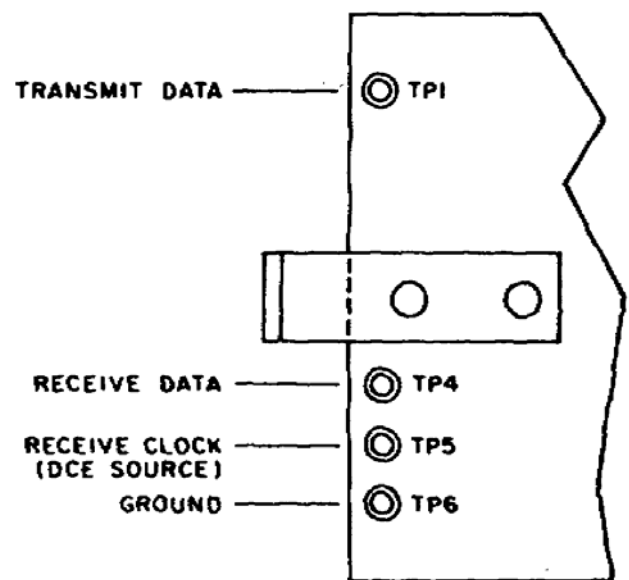 TRANSMIT DATA TP1
RECEIVE DATA TP4
RECEIVE CLOCK TP5
(DCE SOURCE)
GROUND TP6